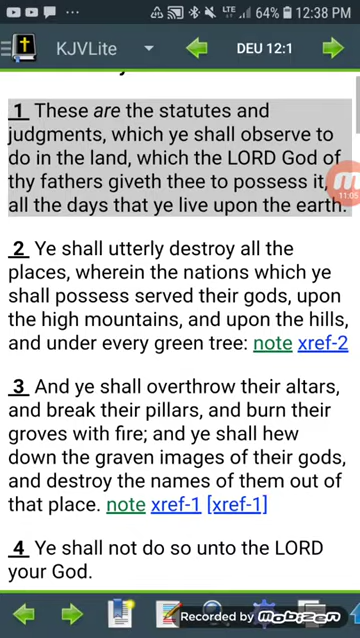 LTE 64% 12:38 PM
KJVLite DEU 12:1
1 These are the statutes and
judgments, which ye shall observe to
do in the land, which the LORD God of
thy fathers giveth thee to possess it,
all the days that ye live upon the earth.
11:05
2 Ye shall utterly destroy all the
places, wherein the nations which ye
shall possess served their gods, upon
the high mountains, and upon the hills,
and under every green tree: note xref-2
3 And ye shall overthrow their altars,
and break their pillars, and burn their
groves with fire; and ye shall hew
down the graven images of their gods,
and destroy the names of them out of
that place. note xref-1 [xref-1]
4 Ye shall not do so unto the LORD
your God.
Recorded by mobizen